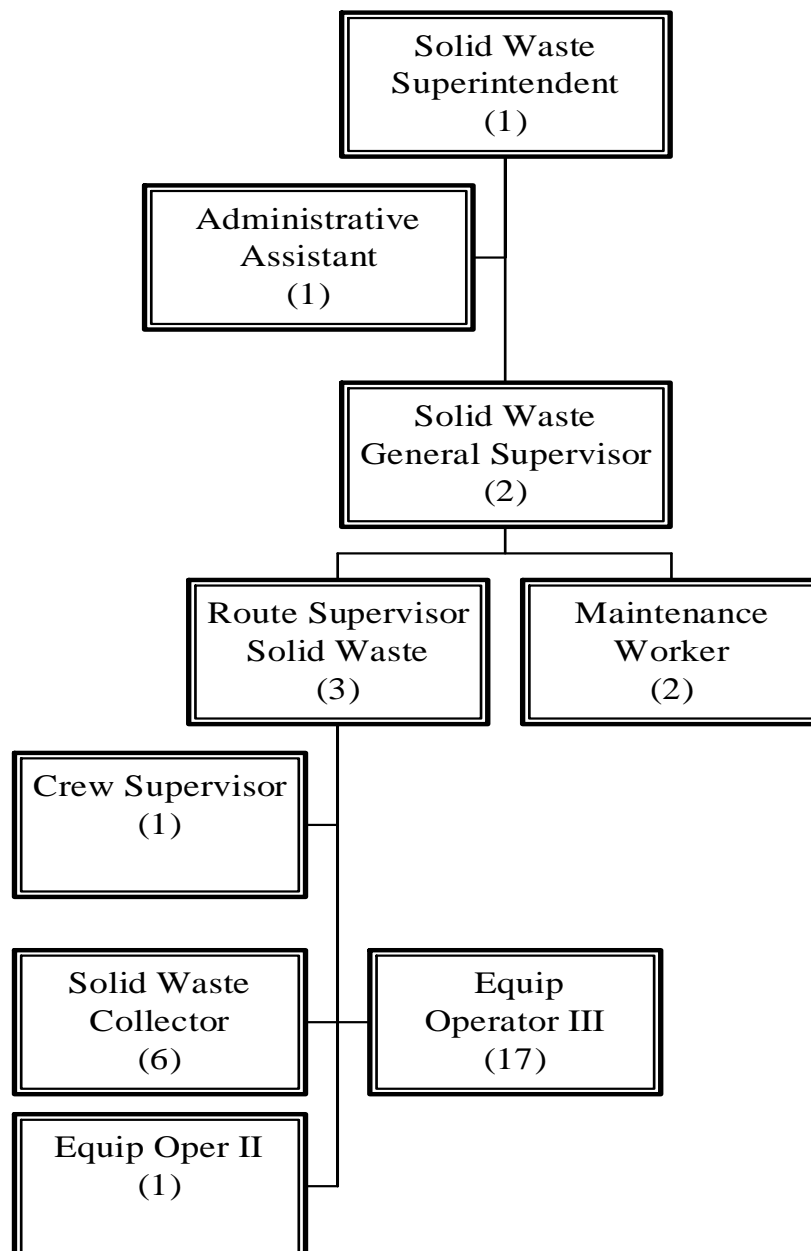 Solid Waste
Superintendent
(1)
Administrative
Assistant
(1)
Solid Waste
General Supervisor
(2)
Route Supervisor
Solid Waste
(3)
Maintenance
Worker
(2)
Crew Supervisor
(1)
Solid Waste
Collector
(6)
Equip
Operator III
(17)
Equip Oper II
(1)